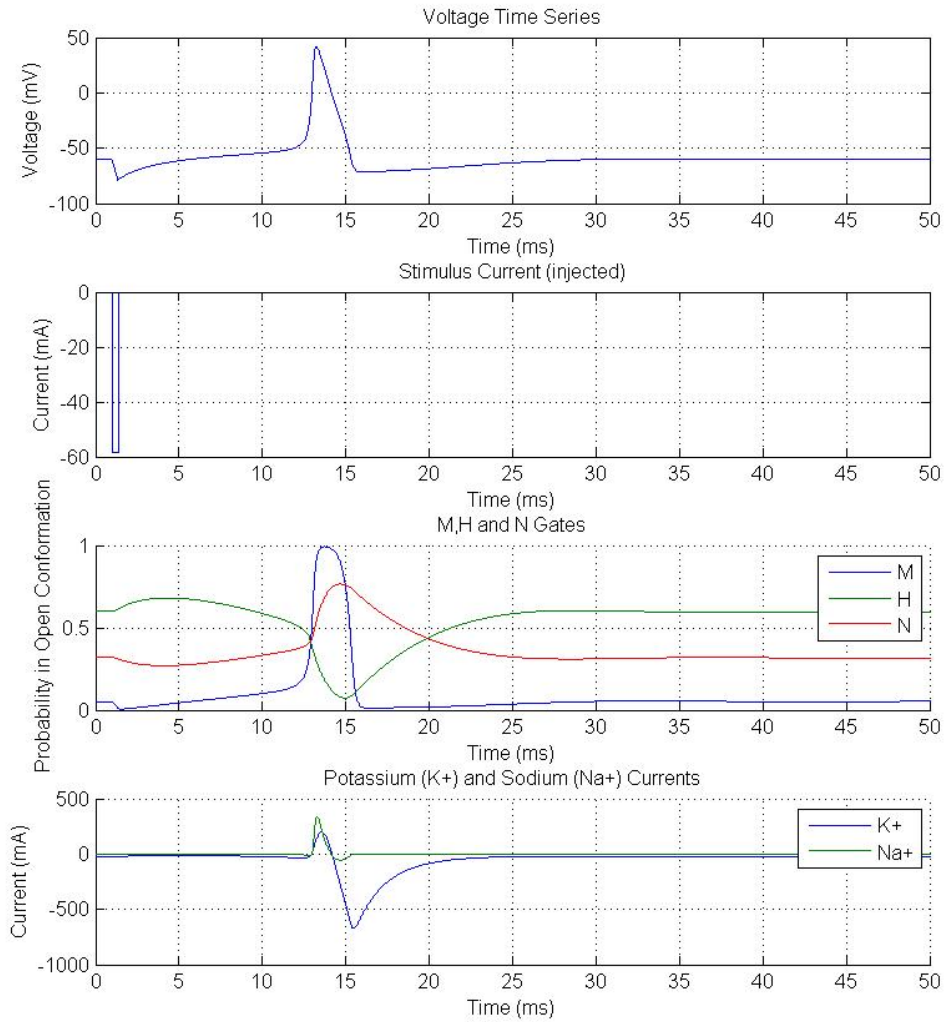 Voltage Time Series
Voltage (mV)
50
0
-50
-100
0 5 10 15 20 25 30 35 40 45 50
Time (ms)
Stimulus Current (injected)
Current (mA)
0
-20
-40
-60
0 5 10 15 20 25 30 35 40 45 50
Time (ms)
M,H and N Gates
Probability in Open Conformation
1
0.5
0
M
H
N
0 5 10 15 20 25 30 35 40 45 50
Time (ms)
Potassium (K+) and Sodium (Na+) Currents
Current (mA)
500
0
-500
-1000
K+
Na+
0 5 10 15 20 25 30 35 40 45 50
Time (ms)